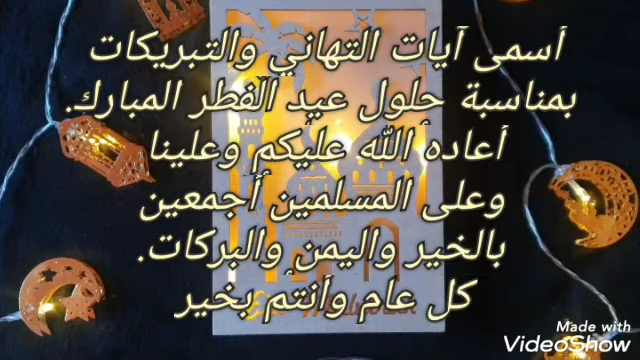 أسمى آيات التهاني والتبريكات
بمناسبة حلول عيد الفطر المبارك.
أعاده الله عليكم وعلينا
وعلى المسلمين أجمعين
بالخير واليمن والبركات.
كل عام وأنتم بخير
Made with
VideoShow